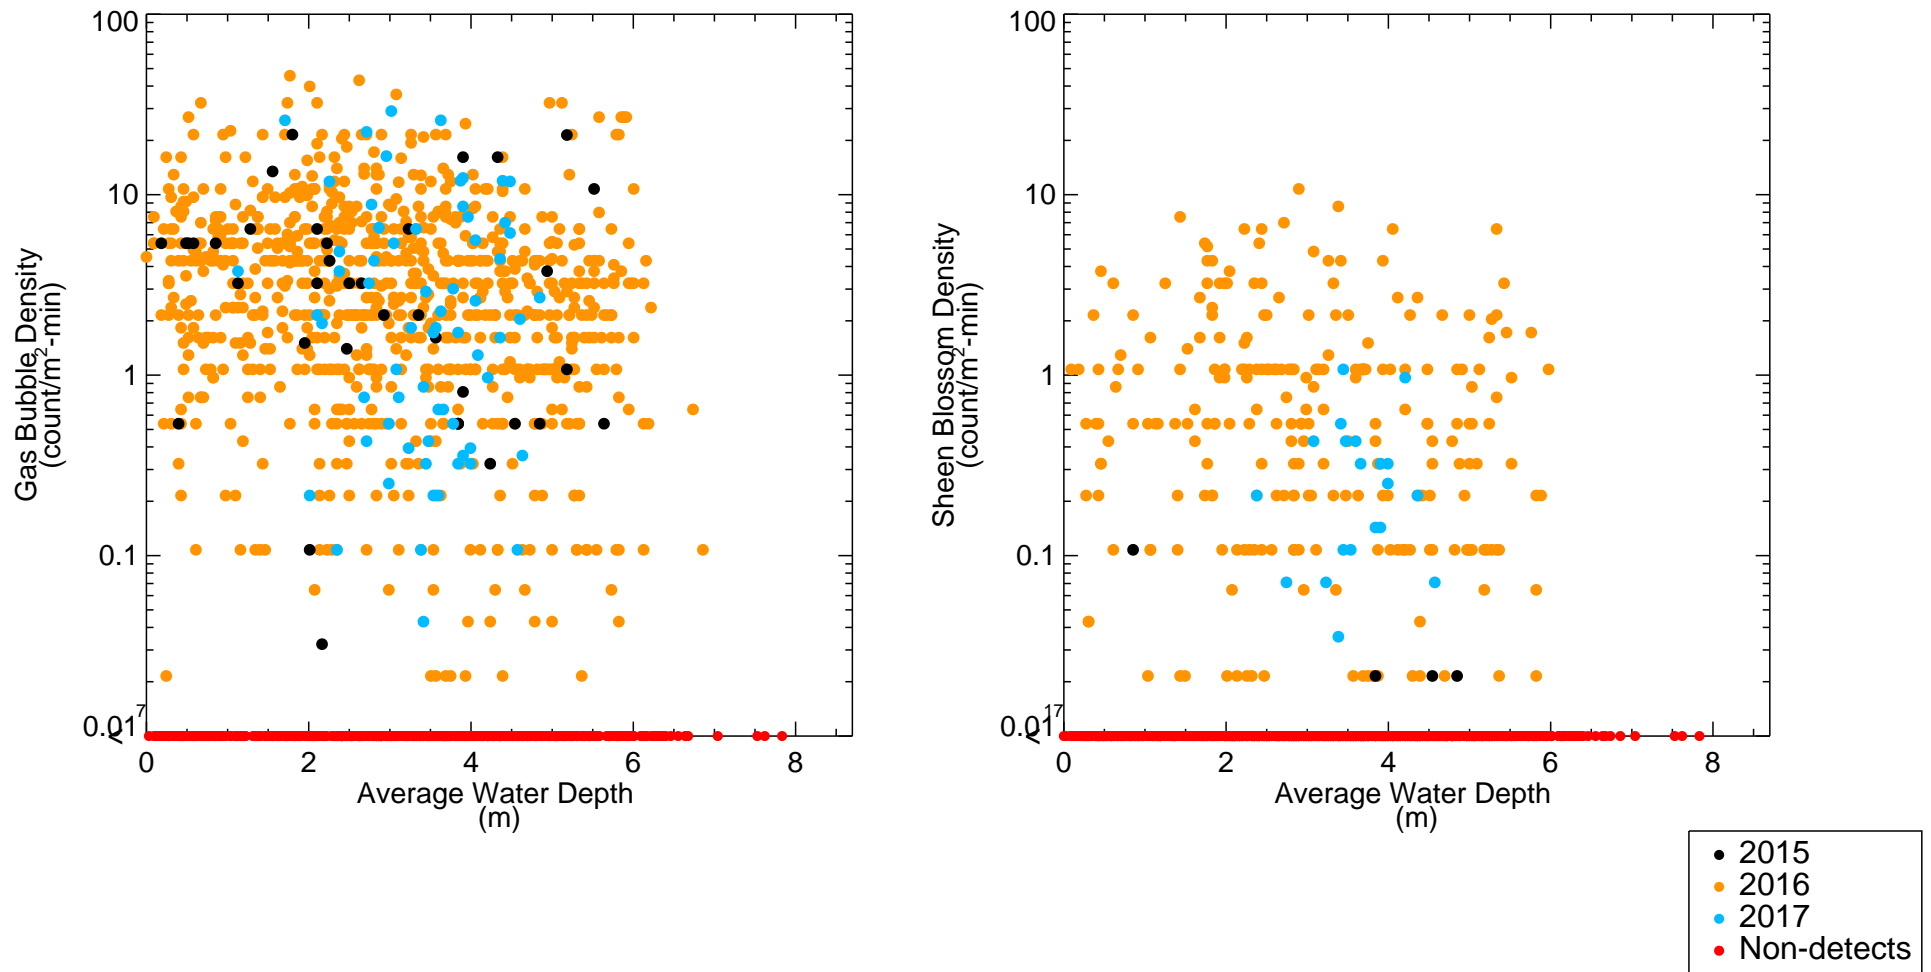 100
10
1
0.1
<0.01⁷
0 2 4 6 8
Average Water Depth
(m)
Gas Bubble Density
(count/m²-min)
100
10
1
0.1
<0.01¹⁷
0 2 4 6 8
Average Water Depth
(m)
Sheen Blossom Density
(count/m²-min)
2015
2016
2017
Non-detects